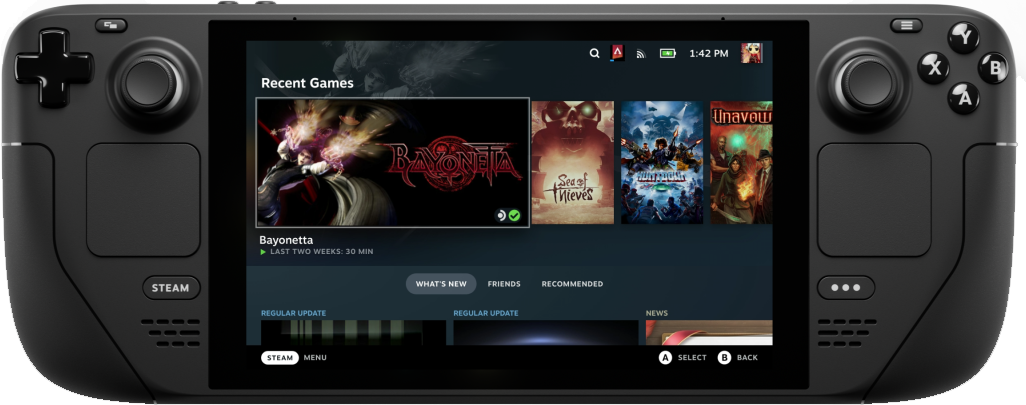 Y
X
B
A
1:42 PM
Recent Games
BAYONETTA
Sea of
Thieves
Unavow
Bayonetta
LAST TWO WEEKS: 30 MIN
STEAM
WHAT'S NEW
FRIENDS
RECOMMENDED
REGULAR UPDATE
REGULAR UPDATE
NEWS
STEAM
MENU
A
SELECT
B
BACK